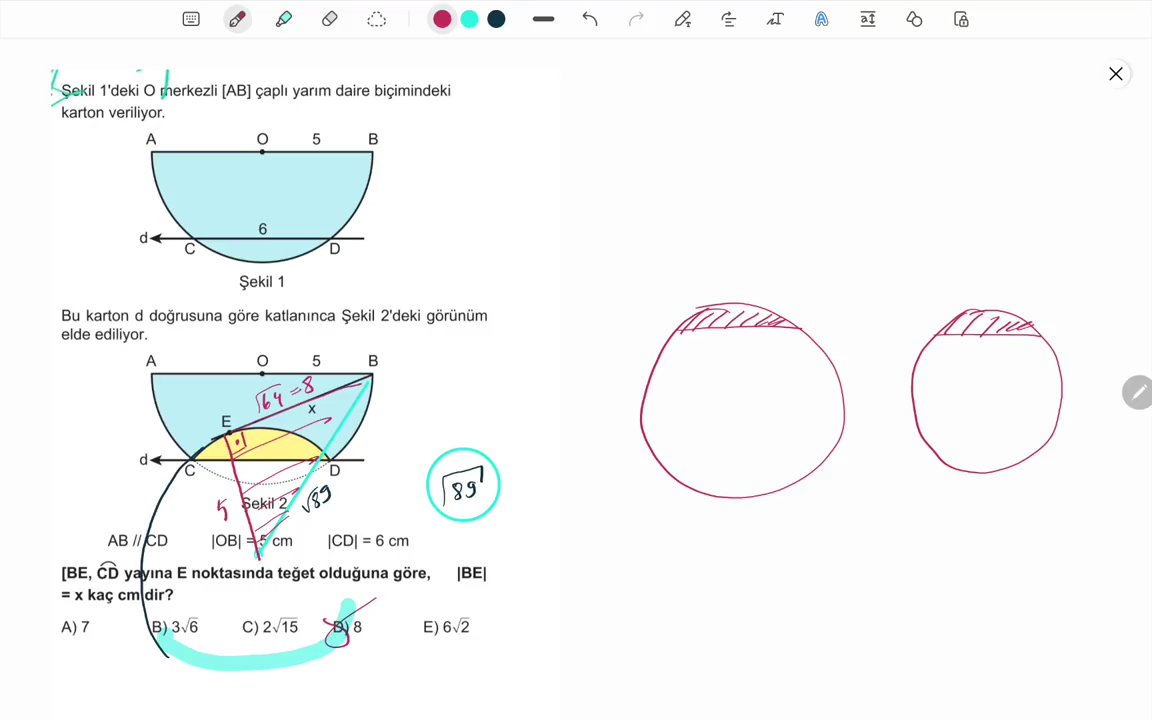 Şekil 1'deki O merkezli [AB] çaplı yarım daire biçimindeki
karton veriliyor.
A O 5 B
6
d C D
Şekil 1
Bu karton d doğrusuna göre katlanınca Şekil 2'deki görünüm
elde ediliyor.
A O 5 B
√64 = 8
x
E
d C D
√89
5 Şekil 2
√89
AB // CD |OB| = 5 cm |CD| = 6 cm
[BE, CD yayına E noktasında teğet olduğuna göre, |BE|
= x kaç cm dir?
A) 7 B) 3√6 C) 2√15 D) 8 E) 6√2